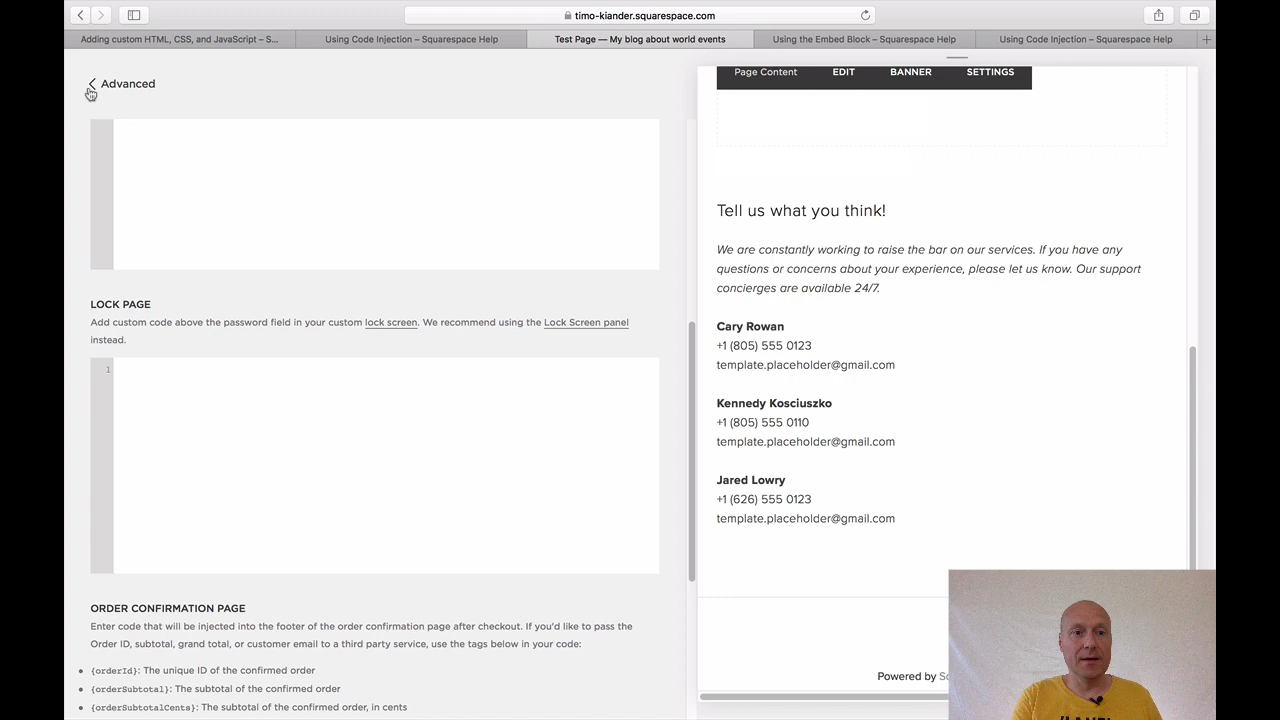 timo-kiander.squarespace.com
Adding custom HTML, CSS, and JavaScript – S...
Using Code Injection – Squarespace Help
Test Page — My blog about world events
Using the Embed Block – Squarespace Help
Using Code Injection – Squarespace Help
Advanced
LOCK PAGE
Add custom code above the password field in your custom lock screen. We recommend using the Lock Screen panel
instead.
1
ORDER CONFIRMATION PAGE
Enter code that will be injected into the footer of the order confirmation page after checkout. If you'd like to pass the
Order ID, subtotal, grand total, or customer email to a third party service, use the tags below in your code:
• {orderId}: The unique ID of the confirmed order
• {orderSubtotal}: The subtotal of the confirmed order
• {orderSubtotalCents}: The subtotal of the confirmed order, in cents
Page Content EDIT BANNER SETTINGS
Tell us what you think!
We are constantly working to raise the bar on our services. If you have any
questions or concerns about your experience, please let us know. Our support
concierges are available 24/7.
Cary Rowan
+1 (805) 555 0123
template.placeholder@gmail.com
Kennedy Kosciuszko
+1 (805) 555 0110
template.placeholder@gmail.com
Jared Lowry
+1 (626) 555 0123
template.placeholder@gmail.com
Powered by